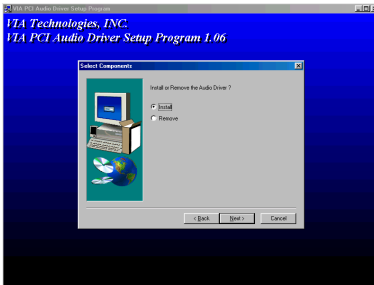 VIA PCI Audio Driver Setup Program
VIA Technologies, INC.
VIA PCI Audio Driver Setup Program 1.06
Select Components
Install or Remove the Audio Driver ?
Install
Remove
< Back
Next >
Cancel